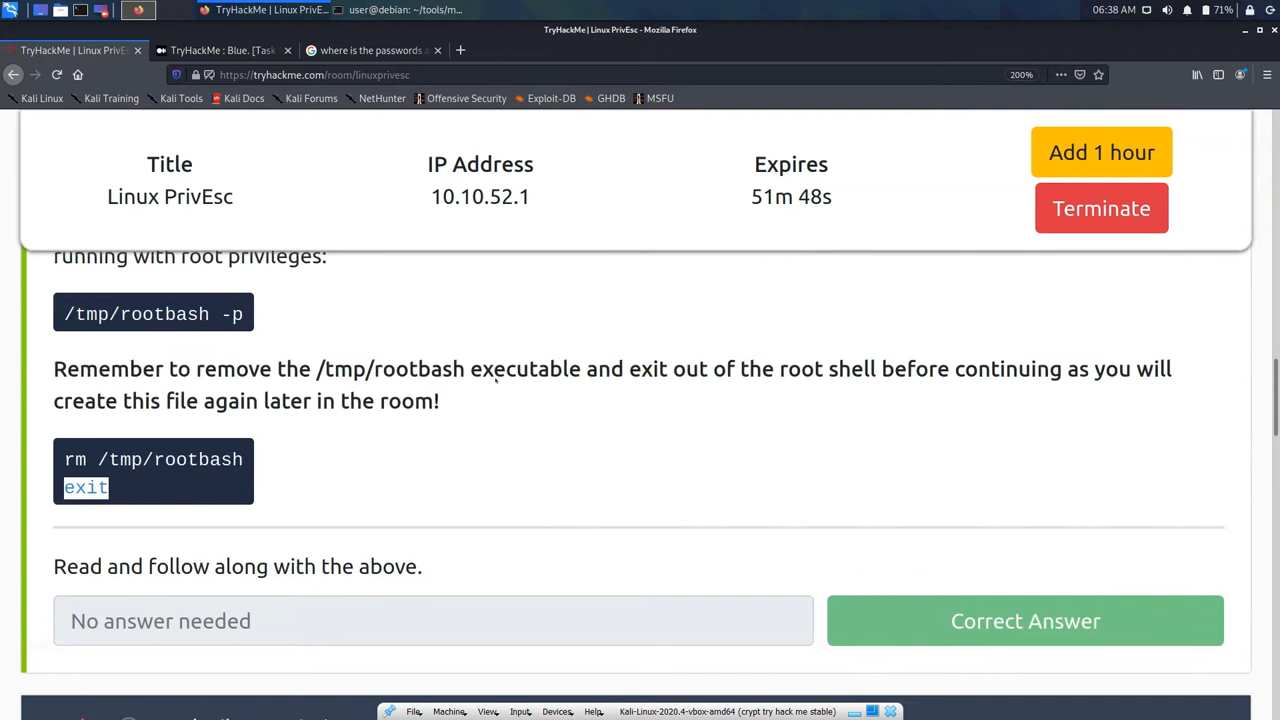 TryHackMe | Linux PrivE...
user@debian: ~/tools/m...
06:38 AM
71%
TryHackMe | Linux PrivEsc - Mozilla Firefox
TryHackMe | Linux PrivEs
TryHackMe : Blue. [Task
where is the passwords a
https://tryhackme.com/room/linuxprivesc
200%
Kali Linux
Kali Training
Kali Tools
Kali Docs
Kali Forums
NetHunter
Offensive Security
Exploit-DB
GHDB
MSFU
Title
IP Address
Expires
Add 1 hour
Linux PrivEsc
10.10.52.1
51m 48s
Terminate
running with root privileges:
/tmp/rootbash -p
Remember to remove the /tmp/rootbash executable and exit out of the root shell before continuing as you will
create this file again later in the room!
rm /tmp/rootbash
exit
Read and follow along with the above.
No answer needed
Correct Answer
File
Machine
View
Input
Devices
Help
Kali-Linux-2020.4-vbox-amd64 (crypt try hack me stable)